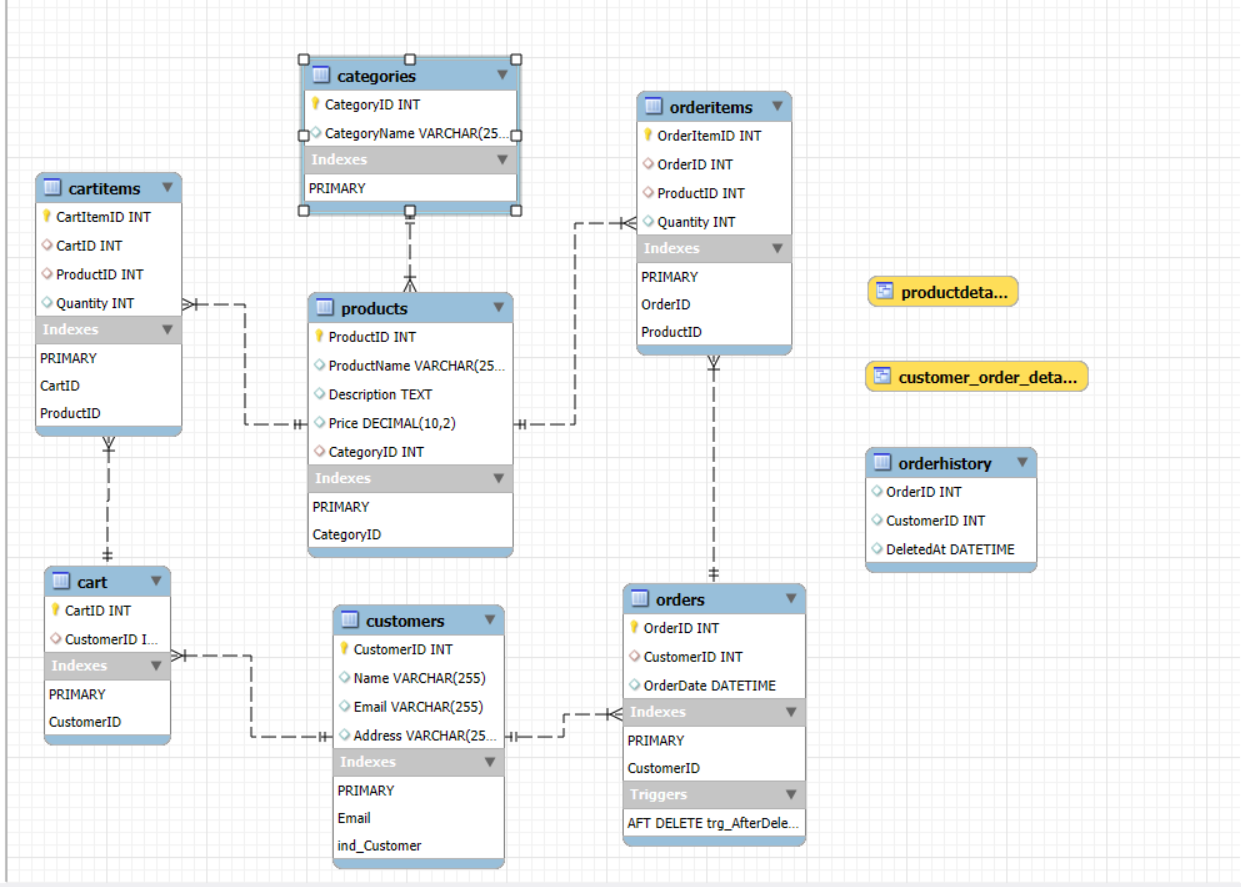 categories
CategoryID INT
CategoryName VARCHAR(25...
Indexes
PRIMARY
orderitems
OrderItemID INT
OrderID INT
ProductID INT
Quantity INT
Indexes
PRIMARY
OrderID
ProductID
cartitems
CartItemID INT
CartID INT
ProductID INT
Quantity INT
Indexes
PRIMARY
CartID
ProductID
products
ProductID INT
ProductName VARCHAR(25...
Description TEXT
Price DECIMAL(10,2)
CategoryID INT
Indexes
PRIMARY
CategoryID
productdeta...
customer_order_deta...
orderhistory
OrderID INT
CustomerID INT
DeletedAt DATETIME
cart
CartID INT
CustomerID I...
Indexes
PRIMARY
CustomerID
customers
CustomerID INT
Name VARCHAR(255)
Email VARCHAR(255)
Address VARCHAR(25...
Indexes
PRIMARY
Email
ind_Customer
orders
OrderID INT
CustomerID INT
OrderDate DATETIME
Indexes
PRIMARY
CustomerID
Triggers
AFT DELETE trg_AfterDele...